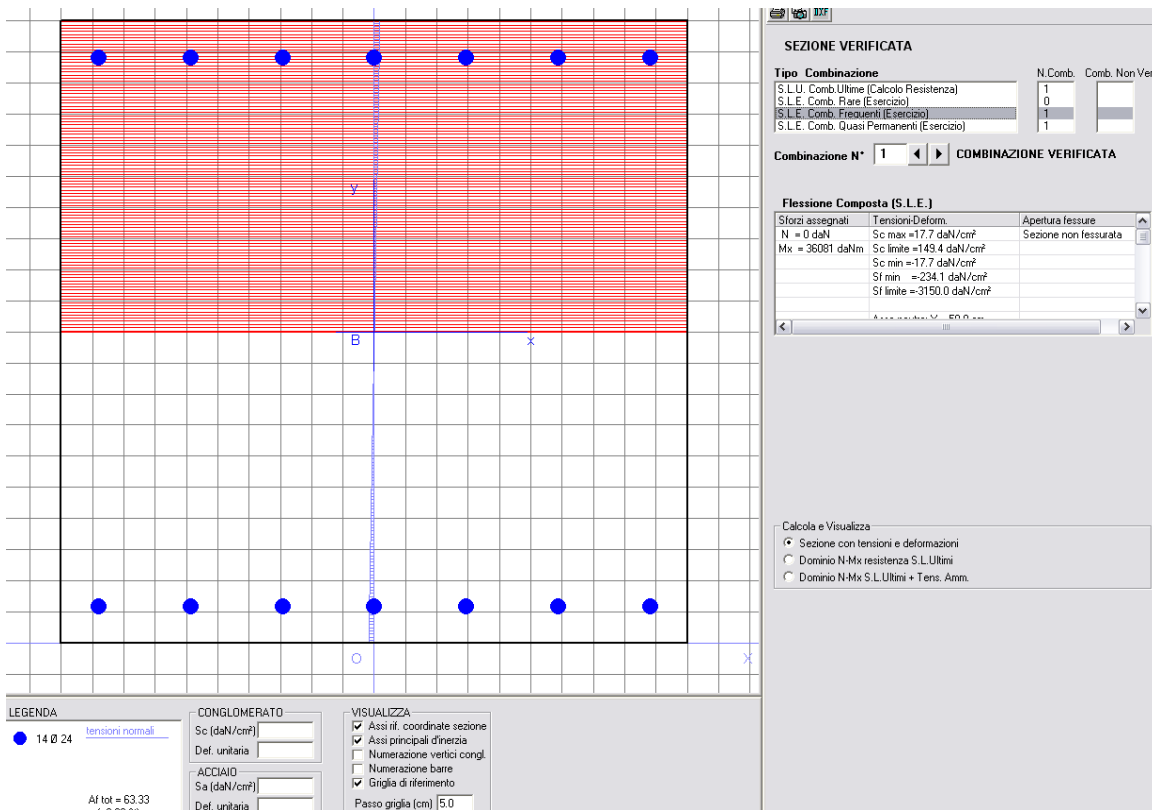 DXF
SEZIONE VERIFICATA
Tipo Combinazione N.Comb. Comb. Non Ver
S.L.U. Comb.Ultime (Calcolo Resistenza) 1
S.L.E. Comb. Rare (Esercizio) 0
S.L.E. Comb. Frequenti (Esercizio) 1
S.L.E. Comb. Quasi Permanenti (Esercizio) 1
Combinazione N° 1 COMBINAZIONE VERIFICATA
Flessione Composta (S.L.E.)
Sforzi assegnati Tensioni-Deform. Apertura fessure
N = 0 daN Sc max =17.7 daN/cm² Sezione non fessurata
Mx = 36081 daNm Sc limite =149.4 daN/cm²
Sc min =-17.7 daN/cm²
Sf min =-234.1 daN/cm²
Sf limite =-3150.0 daN/cm²
y
B
x
O
X
Calcola e Visualizza
Sezione con tensioni e deformazioni
Dominio N-Mx resistenza S.L.Ultimi
Dominio N-Mx S.L.Ultimi + Tens. Amm.
LEGENDA
14 Ø 24
tensioni normali
Af tot = 63.33
CONGLOMERATO
Sc (daN/cm²)
Def. unitaria
ACCIAIO
Sa (daN/cm²)
Def. unitaria
VISUALIZZA
Assi rif. coordinate sezione
Assi principali d'inerzia
Numerazione vertici congl.
Numerazione barre
Griglia di riferimento
Passo griglia (cm) 5.0